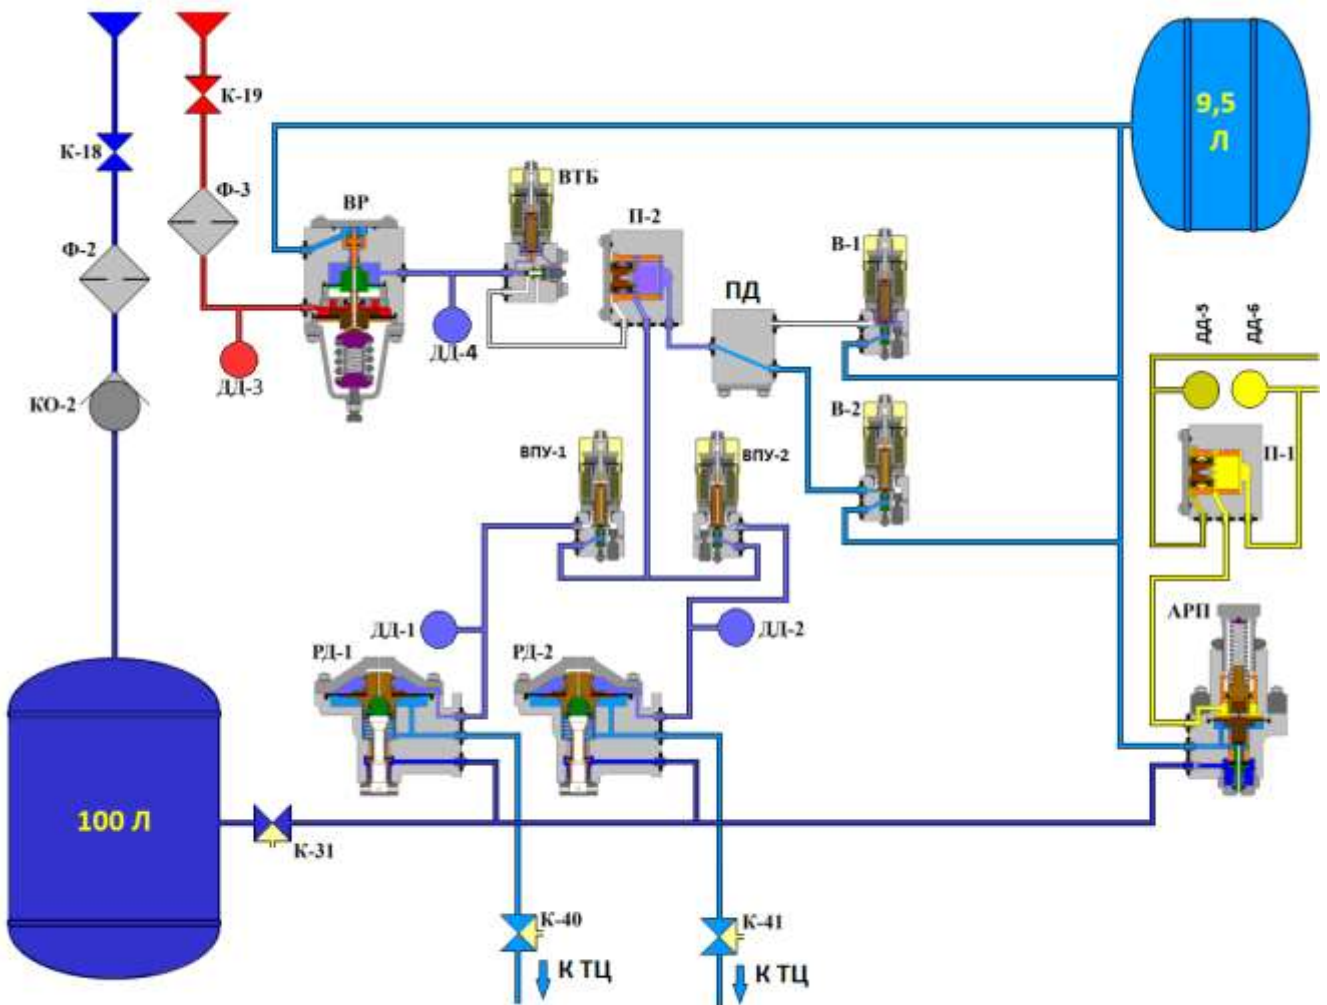 К-19
9,5
Л
К-18
Ф-3
ВР
ВТБ
П-2
В-1
Ф-2
ПД
ДД-5
ДД-6
ДД-4
ДД-3
КО-2
В-2
ВПУ-1
ВПУ-2
П-1
АРП
ДД-1
ДД-2
РД-1
РД-2
100 Л
К-31
К-40
К-41
К ТЦ
К ТЦ